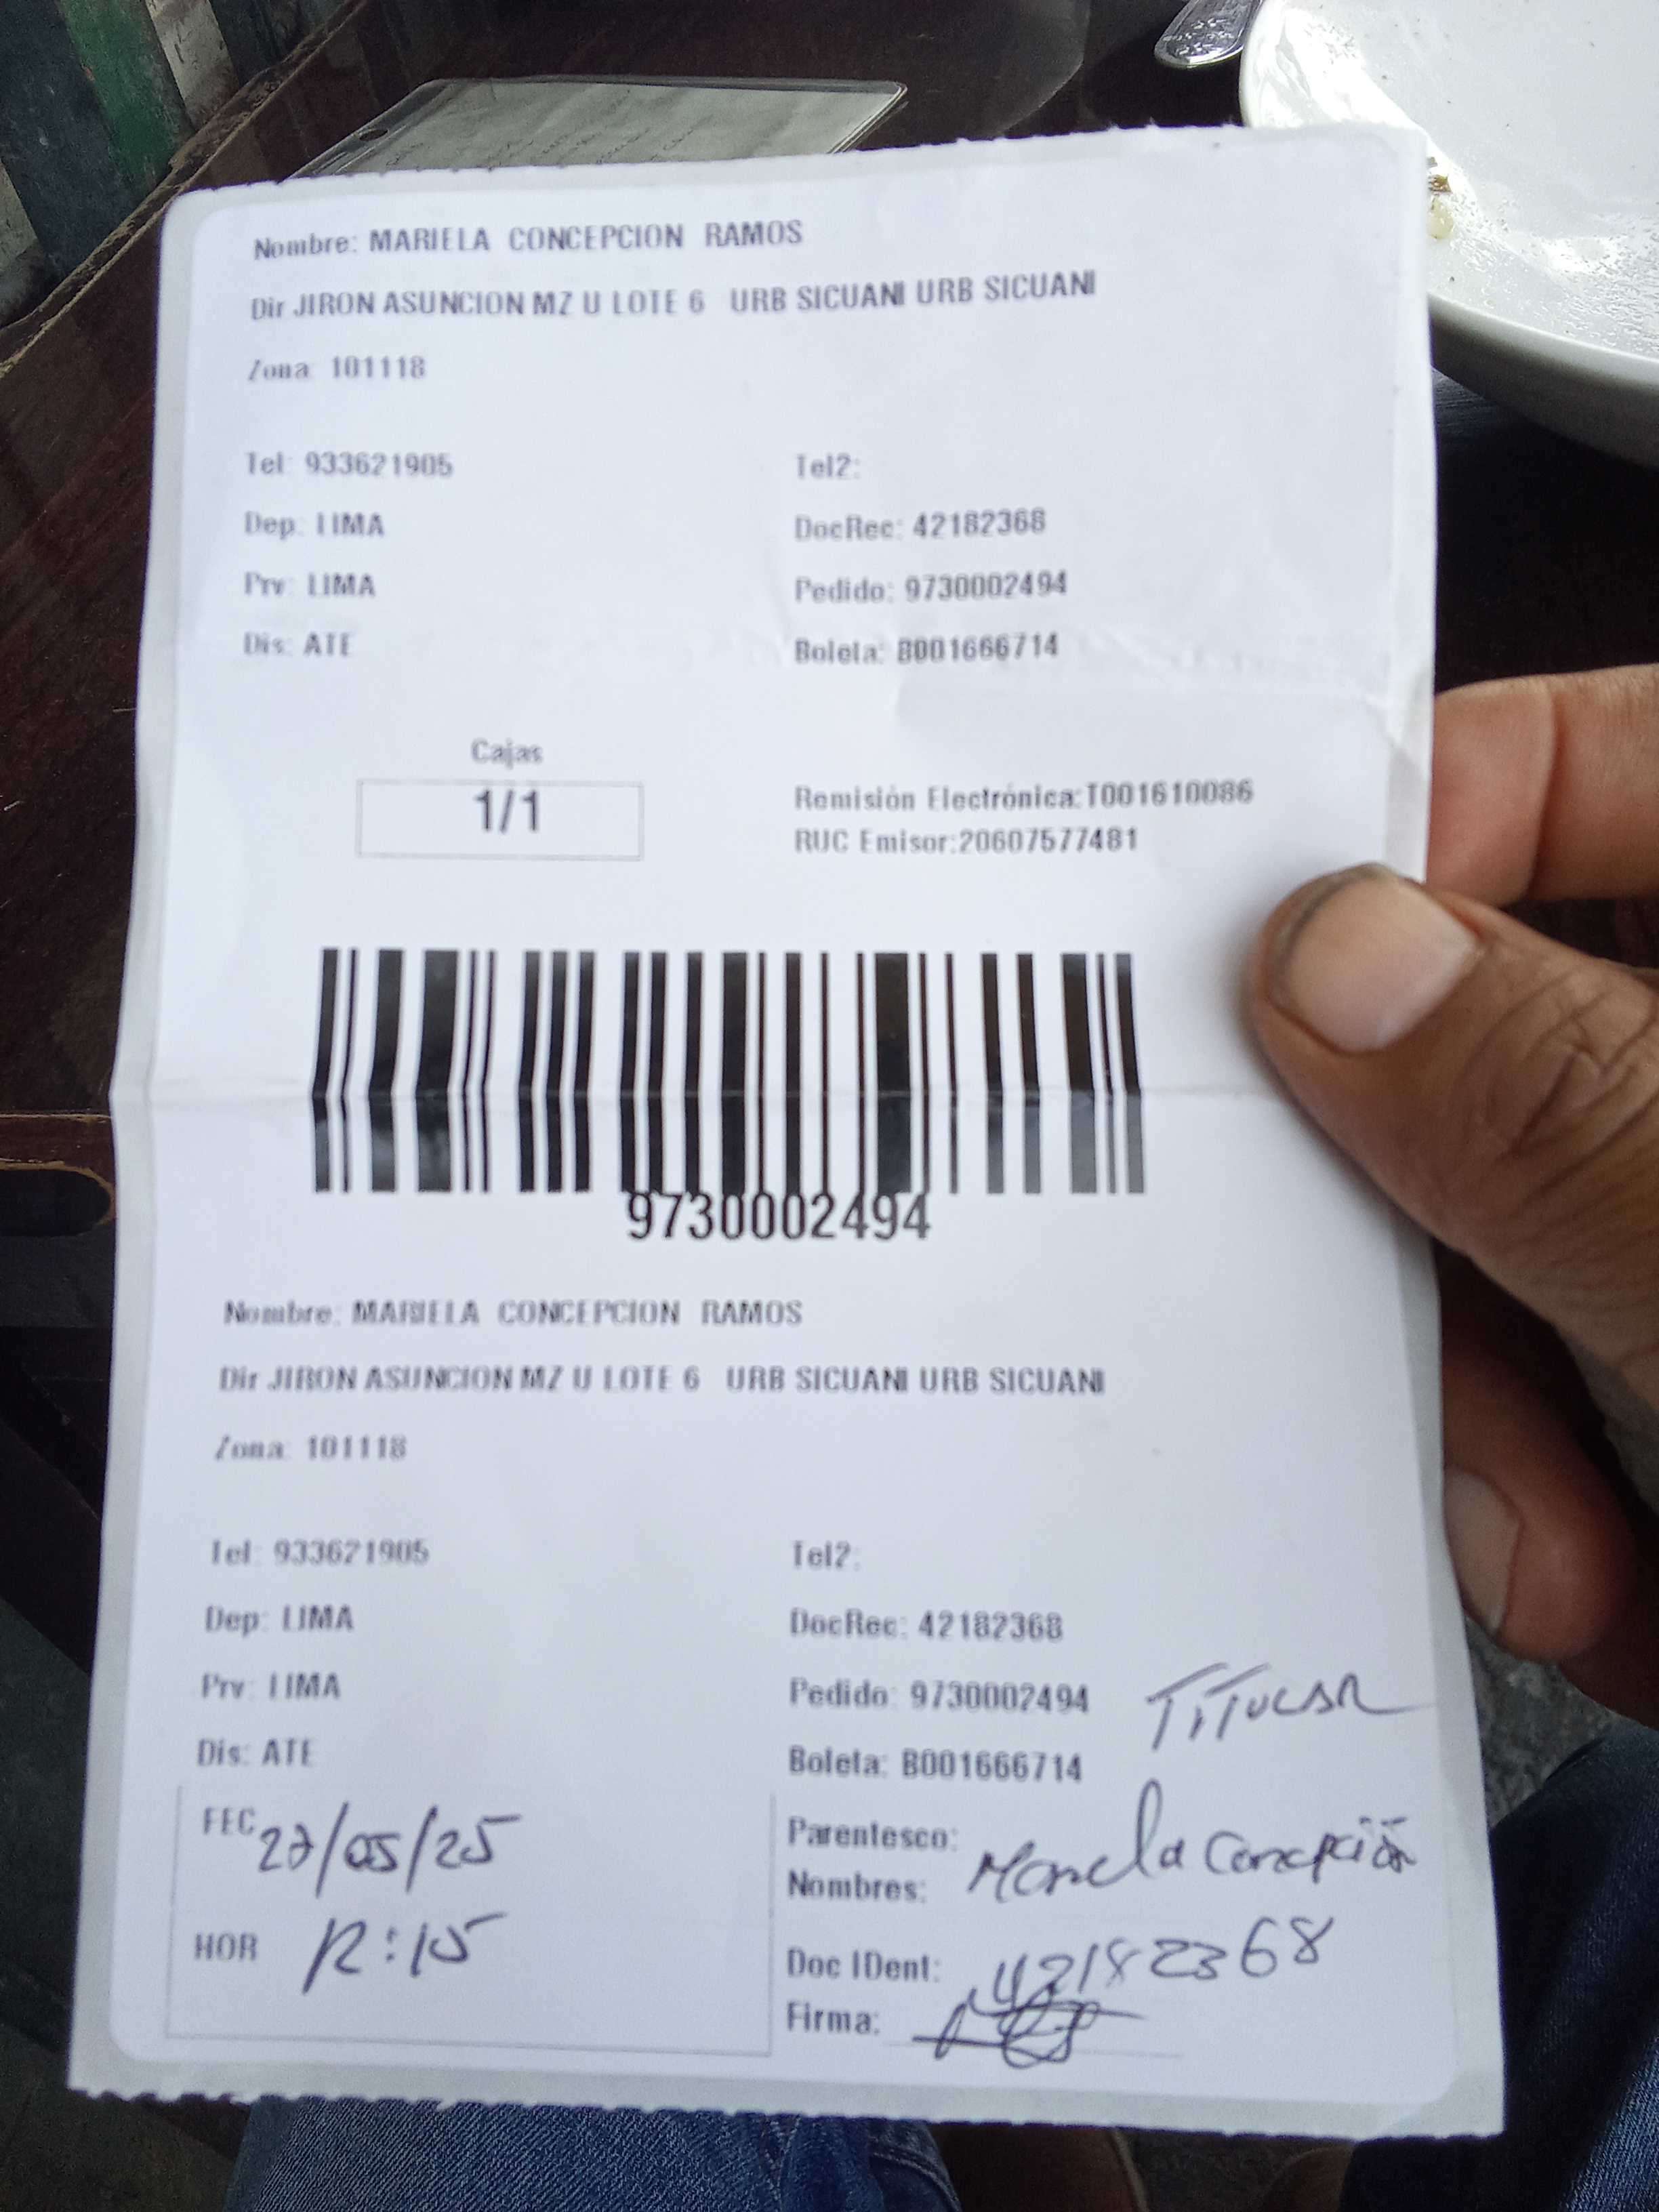 Nombre: MARIELA CONCEPCION RAMOS
Dir JIRON ASUNCION MZ U LOTE 6 URB SICUANI URB SICUANI
Zona: 101118
Tel: 933621905 Tel2:
Dep: LIMA DocRec: 42182368
Prv: LIMA Pedido: 9730002494
Dis: ATE Boleta: B001666714
Cajas
1/1
Remisión Electrónica:T001610086
RUC Emisor:20607577481
9730002494
Nombre: MARIELA CONCEPCION RAMOS
Dir JIRON ASUNCION MZ U LOTE 6 URB SICUANI URB SICUANI
Zona: 101118
Tel: 933621905 Tel2:
Dep: LIMA DocRec: 42182368
Prv: LIMA Pedido: 9730002494 TITULAR
Dis: ATE Boleta: B001666714
FEC 27/05/25 Parentesco:
Nombres: Mariela Concepción
HOR 12:15 Doc IDent: 42182368
Firma: